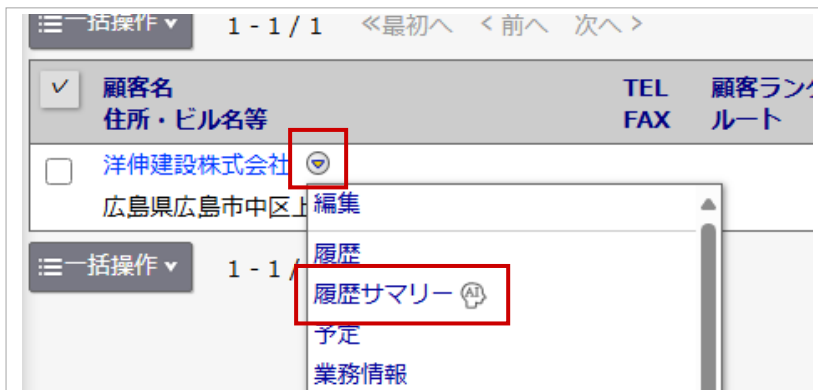 一括操作 1 - 1 / 1 ≪最初へ <前へ 次へ>
顧客名 TEL 顧客ラン
住所・ビル名等 FAX ルート
洋伸建設株式会社
広島県広島市中区
編集
履歴
一括操作 1 - 1 /
履歴サマリー AI
予定
業務情報